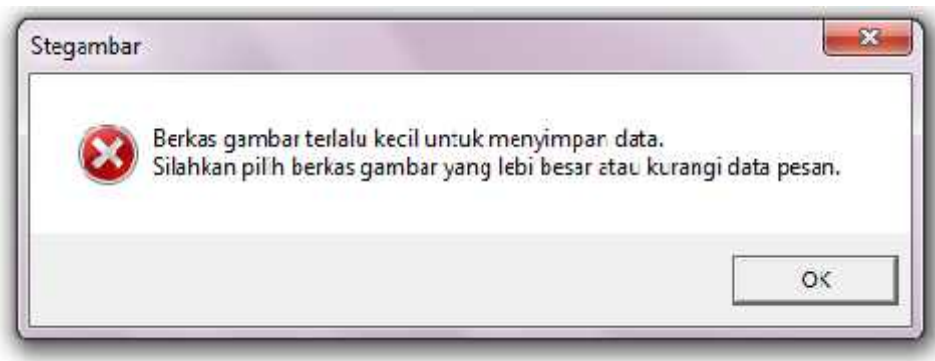 Stegambar
Berkas gambar terlalu kecil untuk menyimpan data.
Silahkan pilih berkas gambar yang lebi besar atau kurangi data pesan.
OK